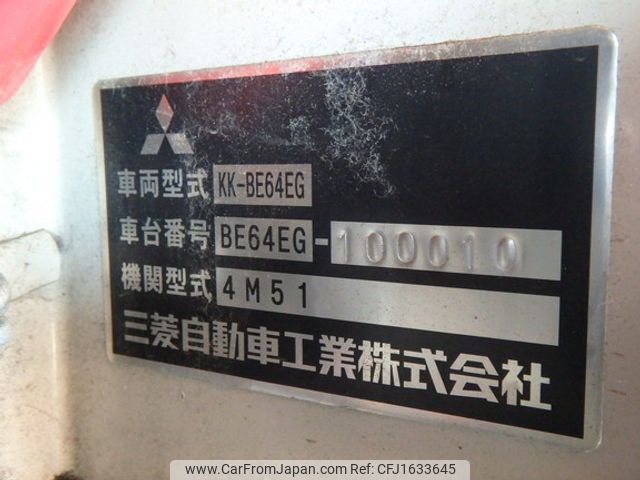 車両型式 KK-BE64EG
車台番号 BE64EG-100010
機関型式 4M51
三菱自動車工業株式会社
www.CarFromJapan.com | CFJ1633645